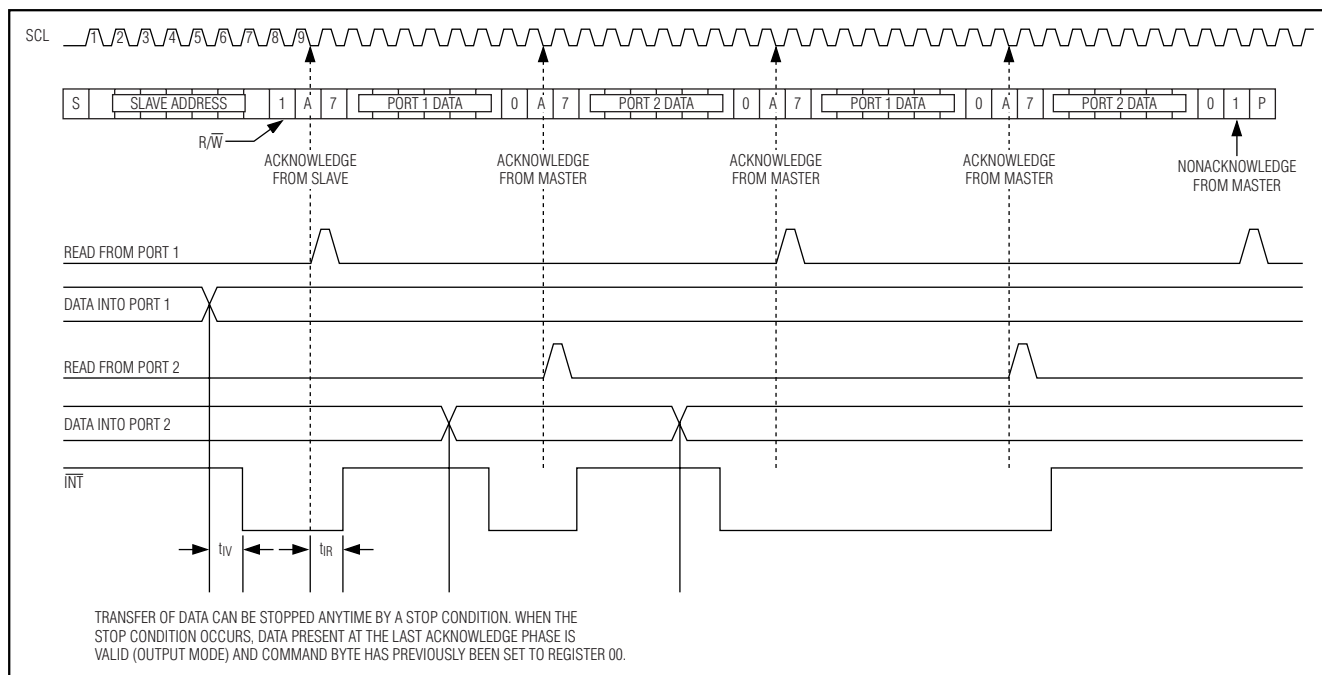 SCL 1 2 3 4 5 6 7 8 9
S SLAVE ADDRESS 1 A 7 PORT 1 DATA 0 A 7 PORT 2 DATA 0 A 7 PORT 1 DATA 0 A 7 PORT 2 DATA 0 1 P
R/W̅
ACKNOWLEDGE
FROM SLAVE
ACKNOWLEDGE
FROM MASTER
ACKNOWLEDGE
FROM MASTER
ACKNOWLEDGE
FROM MASTER
NONACKNOWLEDGE
FROM MASTER
READ FROM PORT 1
DATA INTO PORT 1
READ FROM PORT 2
DATA INTO PORT 2
I̅N̅T̅
tIV tIR
TRANSFER OF DATA CAN BE STOPPED ANYTIME BY A STOP CONDITION. WHEN THE
STOP CONDITION OCCURS, DATA PRESENT AT THE LAST ACKNOWLEDGE PHASE IS
VALID (OUTPUT MODE) AND COMMAND BYTE HAS PREVIOUSLY BEEN SET TO REGISTER 00.